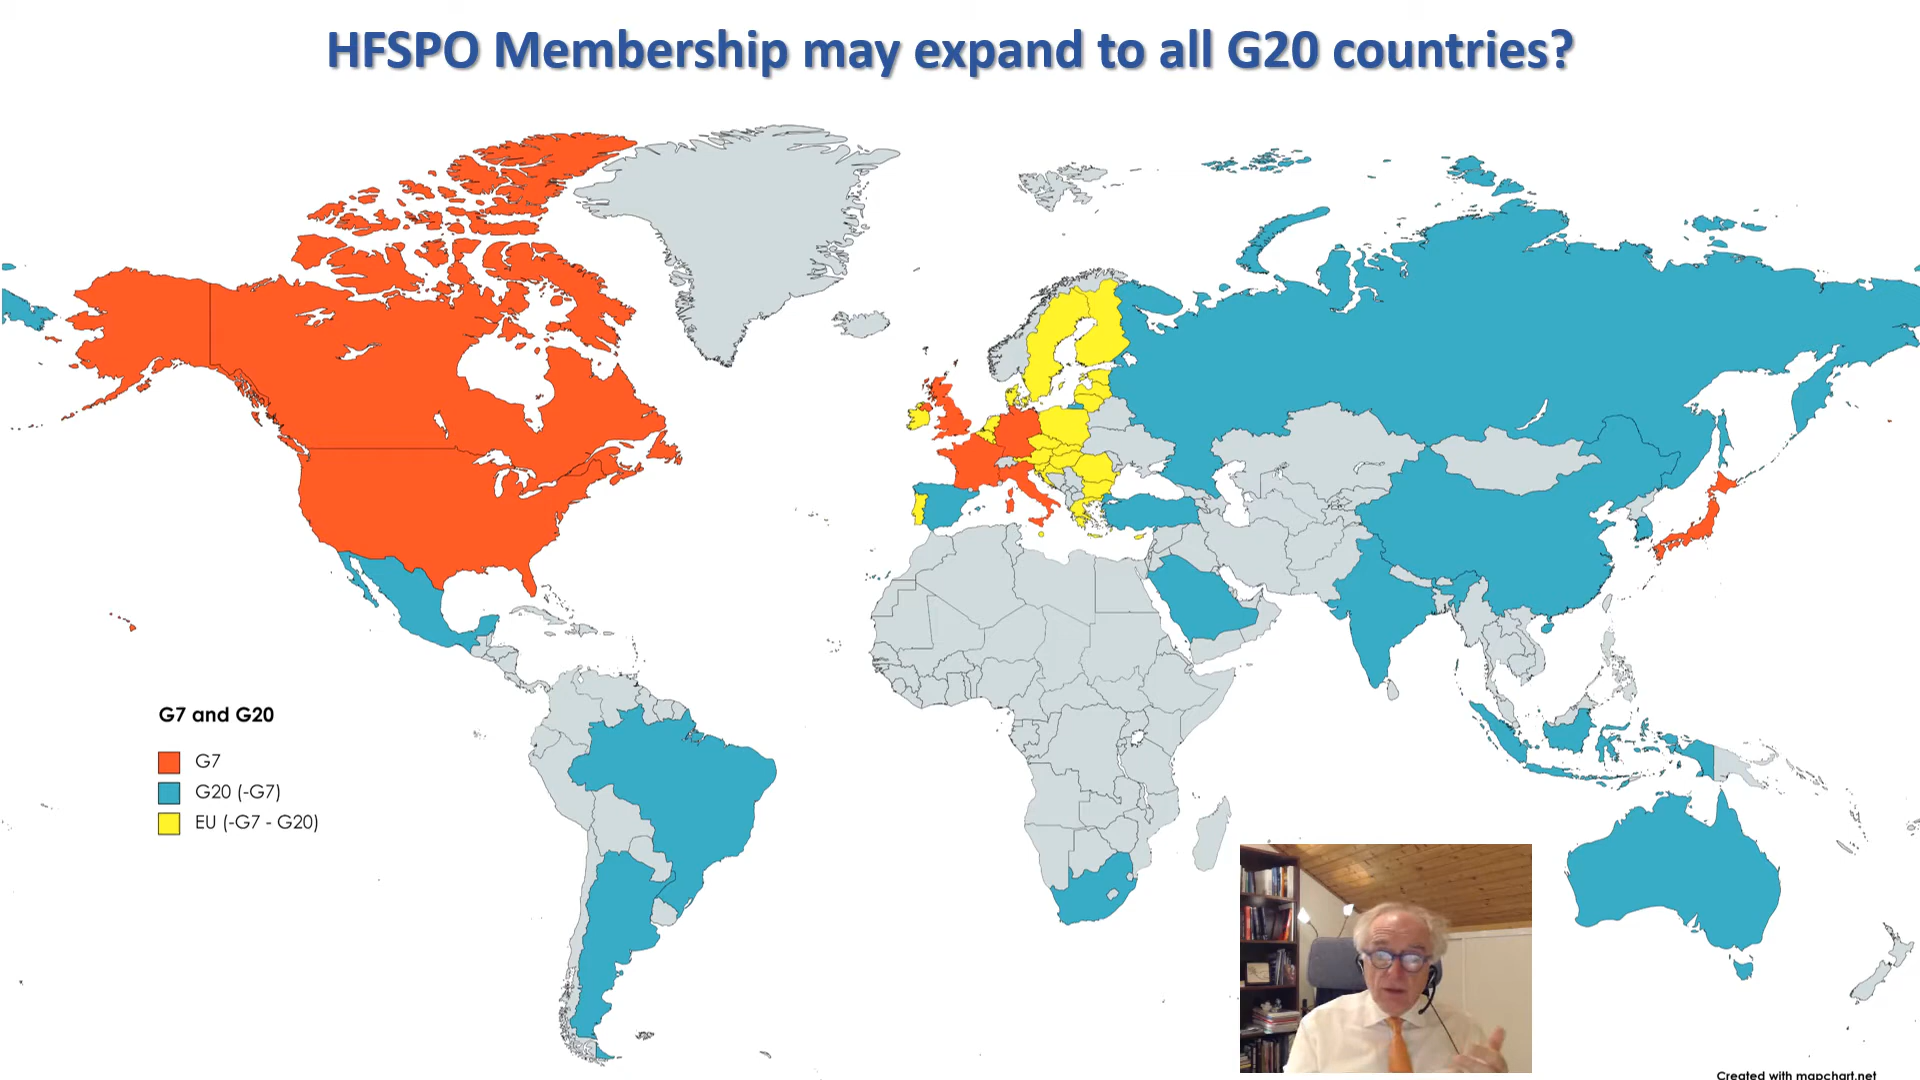 HFSPO Membership may expand to all G20 countries?
G7 and G20
G7
G20 (-G7)
EU (-G7 - G20)
Created with mapchart.net